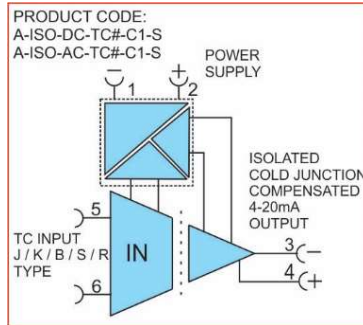 PRODUCT CODE:
A-ISO-DC-TC#-C1-S
A-ISO-AC-TC#-C1-S
− +
1 2
POWER
SUPPLY
ISOLATED
COLD JUNCTION
COMPENSATED
4-20mA
OUTPUT
5
TC INPUT
J / K / B / S / R
TYPE
IN
6
3 −
4 +